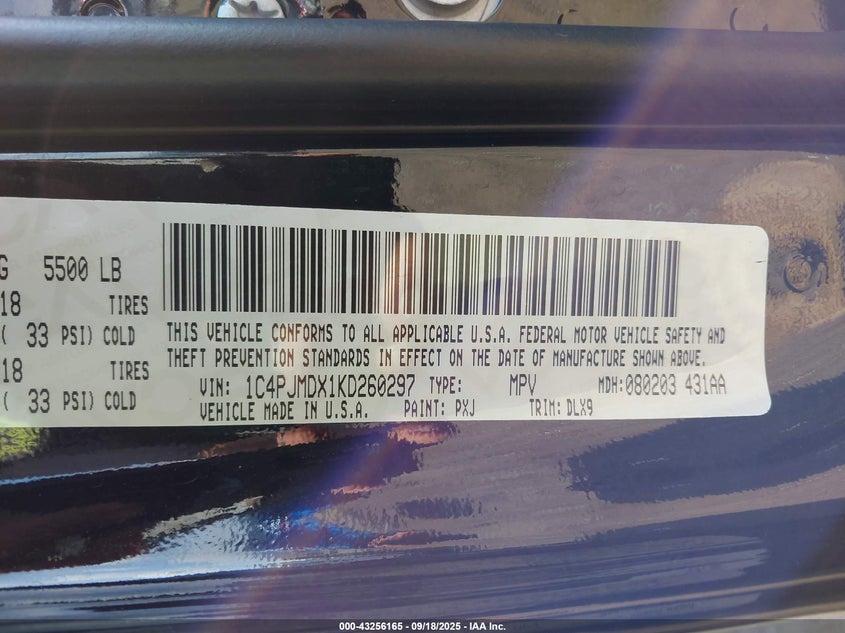 G 5500 LB
18 TIRES
( 33 PSI) COLD
18 TIRES
( 33 PSI) COLD
THIS VEHICLE CONFORMS TO ALL APPLICABLE U.S.A. FEDERAL MOTOR VEHICLE SAFETY AND
THEFT PREVENTION STANDARDS IN EFFECT ON THE DATE OF MANUFACTURE SHOWN ABOVE.
VIN: 1C4PJMDX1KD260297 TYPE: MPV MDH:080203 431AA
VEHICLE MADE IN U.S.A. PAINT: PXJ TRIM: DLX9
000-43256165 - 09/18/2025 - IAA Inc.